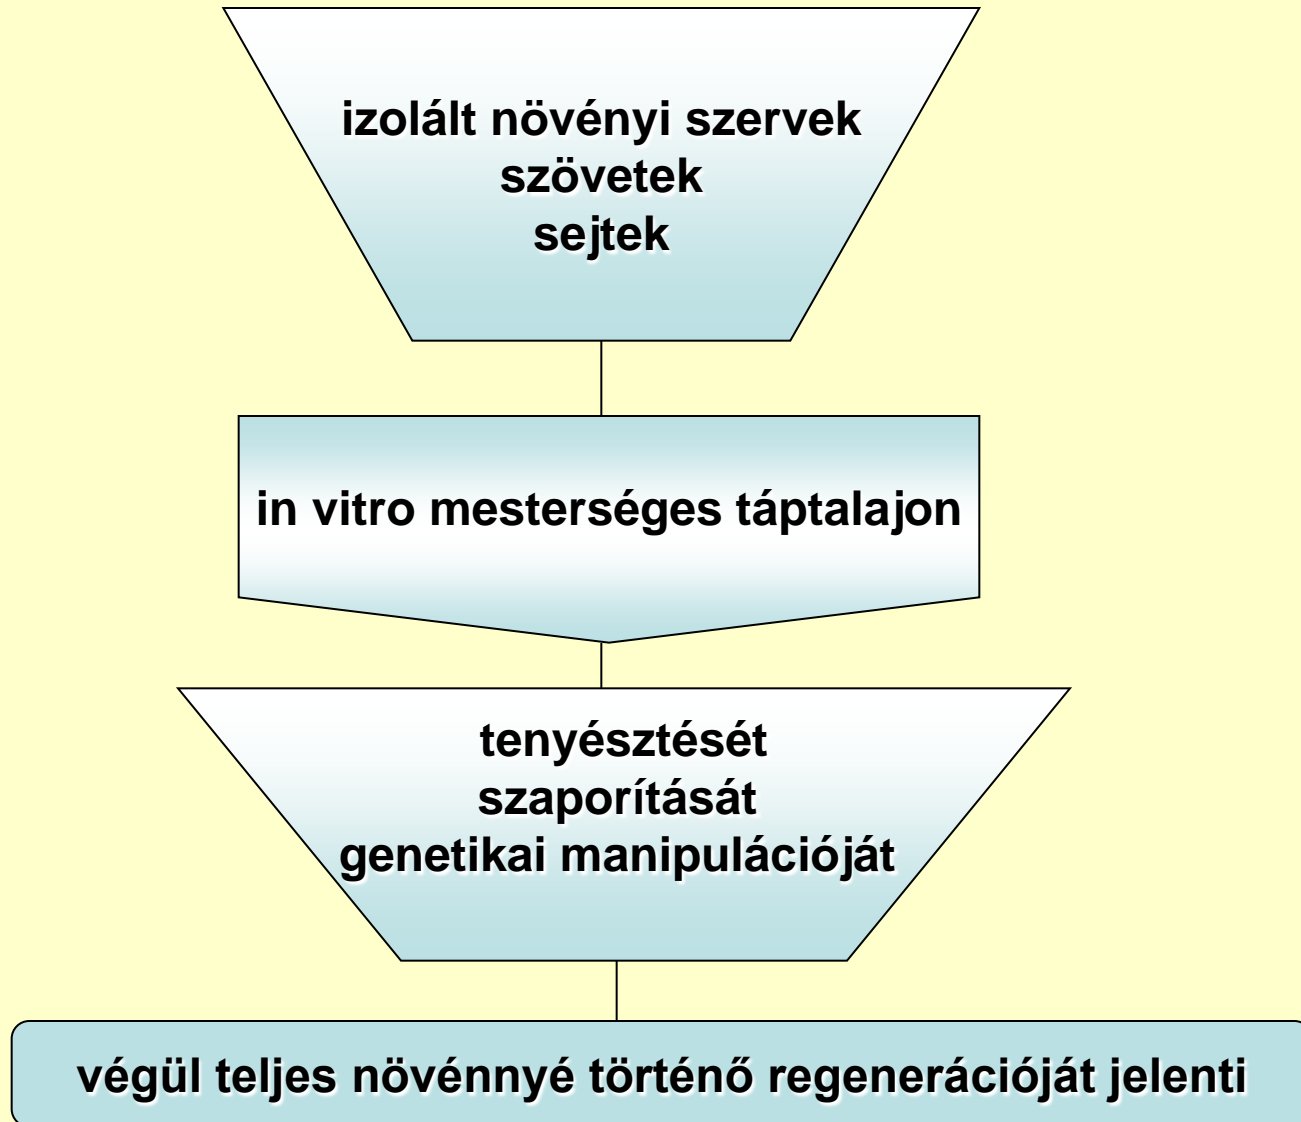 izolált növényi szervek
szövetek
sejtek
in vitro mesterséges táptalajon
tenyésztését
szaporítását
genetikai manipulációját
végül teljes növénnyé történő regenerációját jelenti